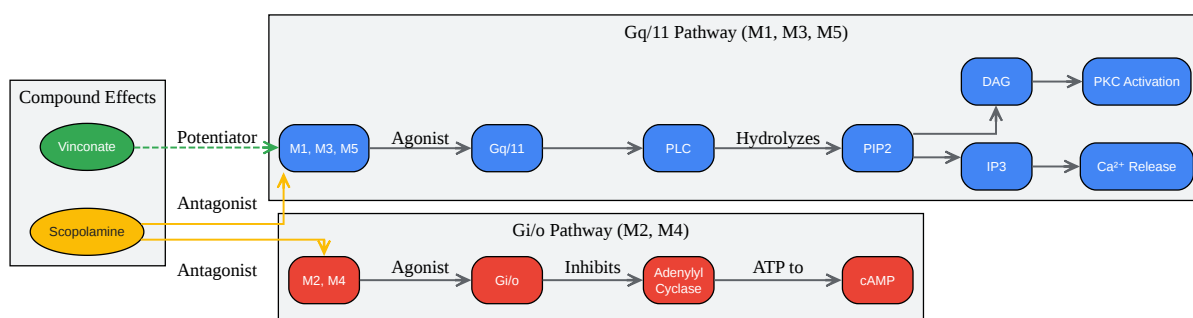 Gq/11 Pathway (M1, M3, M5)
DAG
PKC Activation
Compound Effects
Vinconate
Potentiator
M1, M3, M5
Agonist
Gq/11
PLC
Hydrolyzes
PIP2
IP3
Ca²⁺ Release
Antagonist
Scopolamine
Gi/o Pathway (M2, M4)
Antagonist
M2, M4
Agonist
Gi/o
Inhibits
Adenylyl
Cyclase
ATP to
cAMP